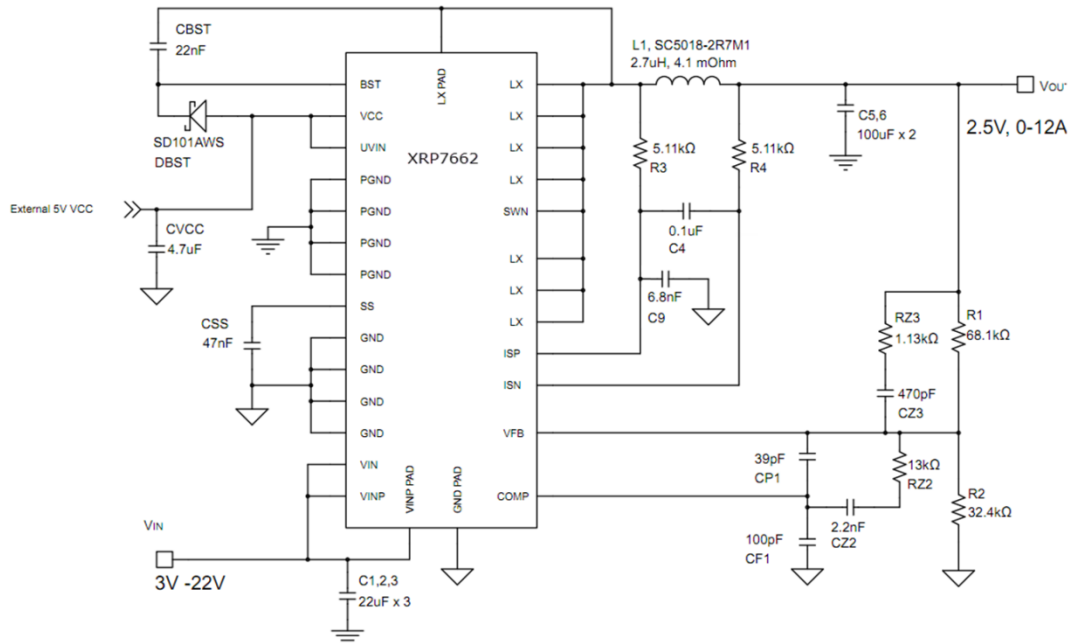 CBST
22nF
L1, SC5018-2R7M1
2.7uH, 4.1 mOhm
LX PAD
BST
LX
VOUT
SD101AWS
DBST
VCC
LX
C5,6
100uF x 2
2.5V, 0-12A
UVIN
LX
XRP7662
5.11kΩ
R3
5.11kΩ
R4
PGND
LX
External 5V VCC
PGND
SWN
CVCC
4.7uF
PGND
LX
0.1uF
C4
PGND
LX
6.8nF
C9
SS
LX
CSS
47nF
GND
ISP
RZ3
1.13kΩ
R1
68.1kΩ
GND
ISN
GND
470pF
CZ3
GND
VFB
VIN
39pF
CP1
13kΩ
RZ2
VINP
VINP PAD
GND PAD
COMP
R2
32.4kΩ
2.2nF
CZ2
100pF
CF1
VIN
3V -22V
C1,2,3
22uF x 3